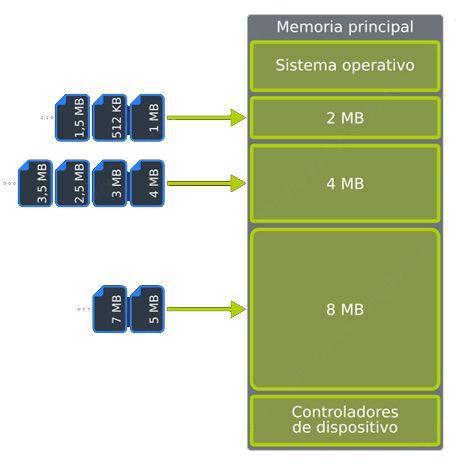 Memoria principal
Sistema operativo
1,5 MB
512 KB
1 MB
2 MB
3,5 MB
2,5 MB
3 MB
4 MB
4 MB
7 MB
5 MB
8 MB
Controladores
de dispositivo